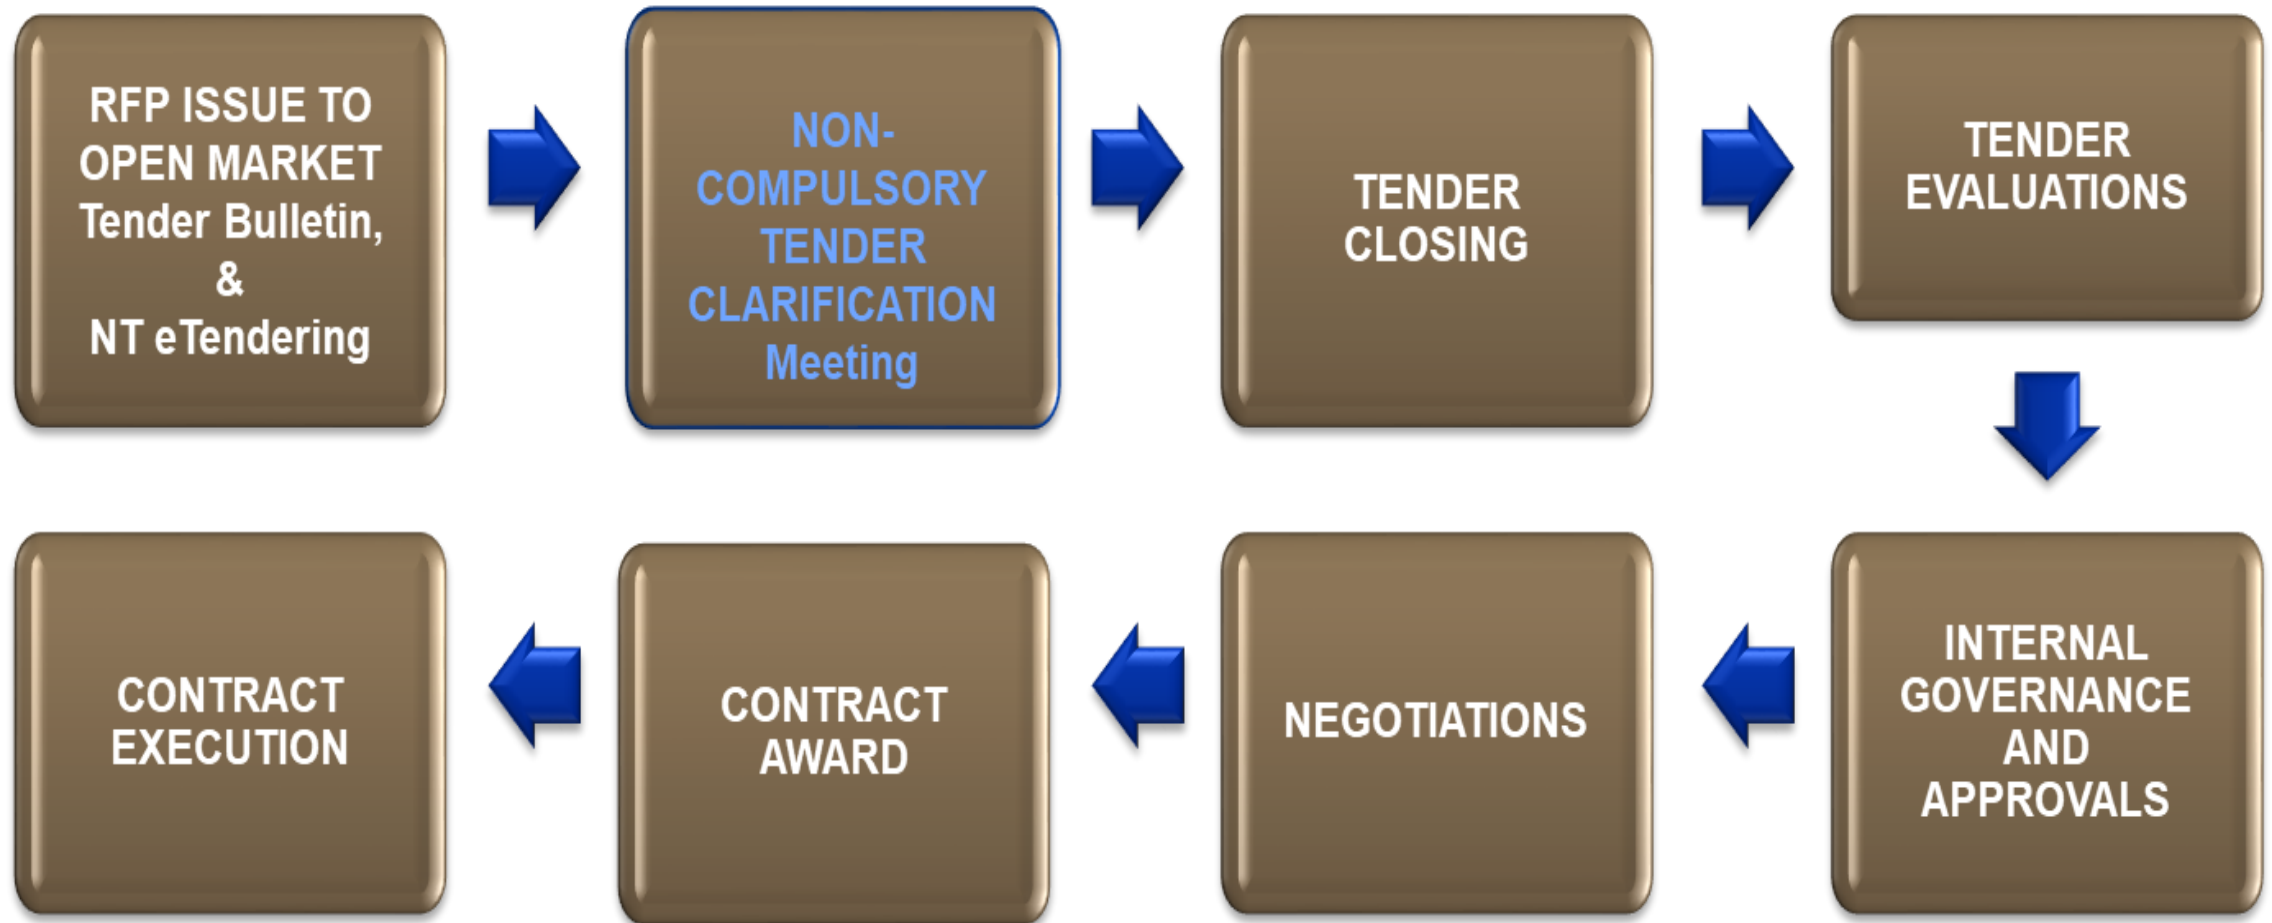 RFP ISSUE TO
OPEN MARKET
Tender Bulletin,
&
NT eTendering
NON-
COMPULSORY
TENDER
CLARIFICATION
Meeting
TENDER
CLOSING
TENDER
EVALUATIONS
INTERNAL
GOVERNANCE
AND
APPROVALS
NEGOTIATIONS
CONTRACT
AWARD
CONTRACT
EXECUTION